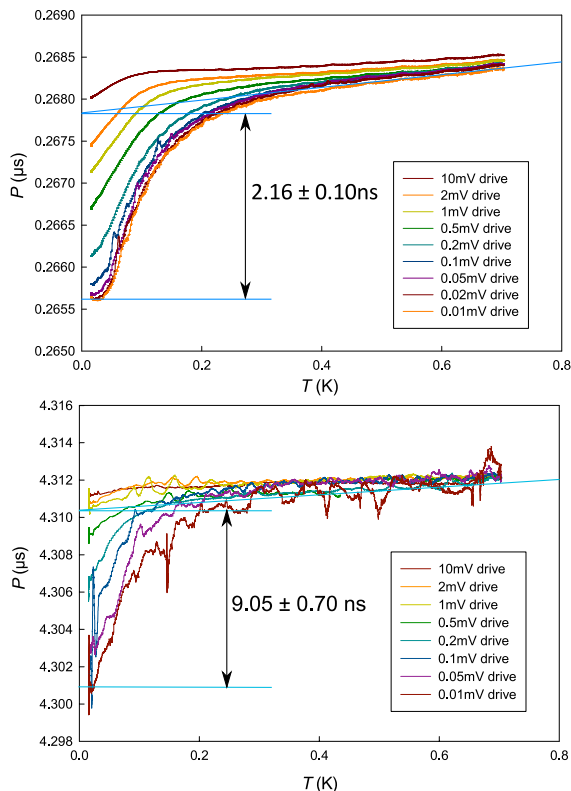 0.2690
0.2685
0.2680
0.2675
0.2670
0.2665
0.2660
0.2655
0.2650
P (µs)
2.16 ± 0.10ns
10mV drive
2mV drive
1mV drive
0.5mV drive
0.2mV drive
0.1mV drive
0.05mV drive
0.02mV drive
0.01mV drive
0.0 0.2 0.4 0.6 0.8
T (K)
4.316
4.314
4.312
4.310
4.308
4.306
4.304
4.302
4.300
4.298
P (µs)
9.05 ± 0.70 ns
10mV drive
2mV drive
1mV drive
0.5mV drive
0.2mV drive
0.1mV drive
0.05mV drive
0.01mV drive
0.0 0.2 0.4 0.6 0.8
T (K)